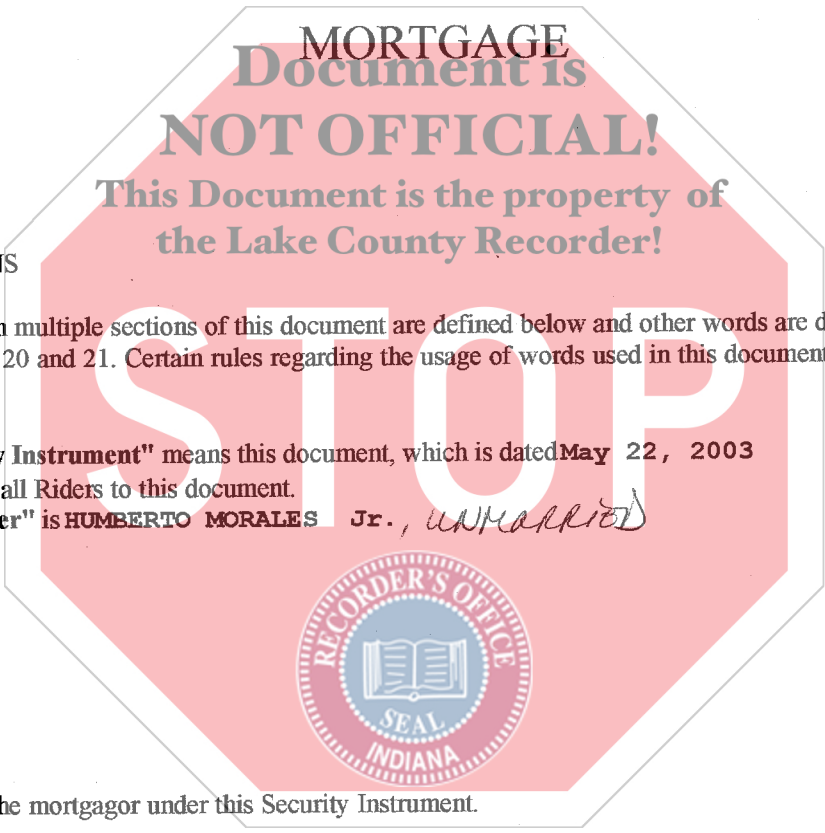 MORTGAGE
Document is
NOT OFFICIAL!
This Document is the property of
the Lake County Recorder!
NS
n multiple sections of this document are defined below and other words are d
20 and 21. Certain rules regarding the usage of words used in this document
STOP
y Instrument" means this document, which is dated May 22, 2003
all Riders to this document.
er" is HUMBERTO MORALES Jr., UNMARRIED
RECORDER'S OFFICE
SEAL
INDIANA
he mortgagor under this Security Instrument.